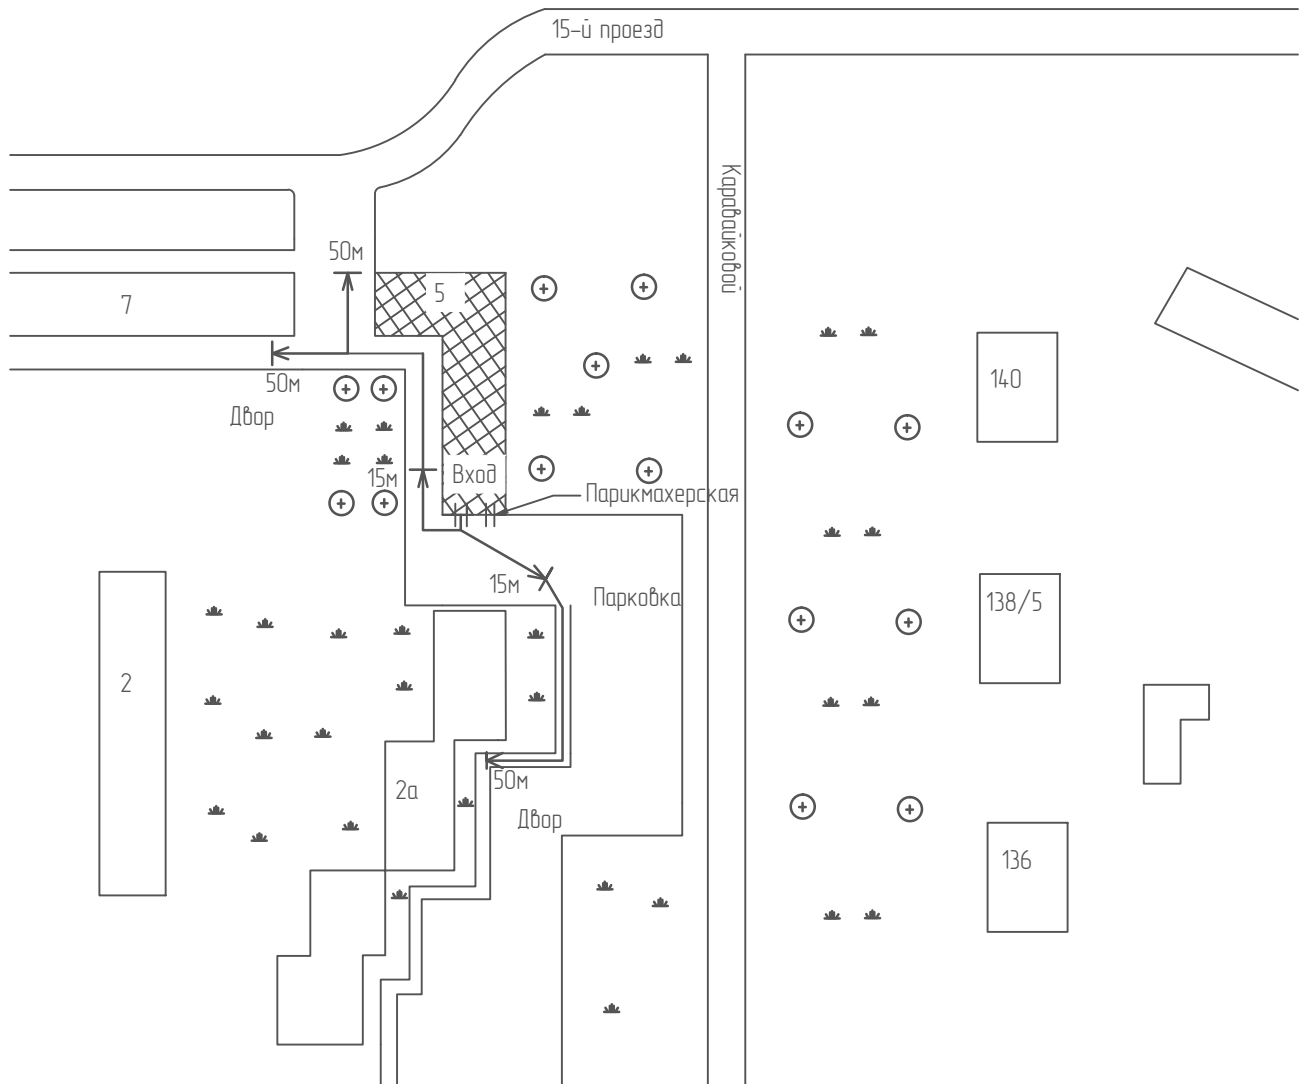 15-й проезд
Каравайковой
50м
5
7
50м
Двор
140
15м
Вход
Парикмахерская
15м
Парковка
138/5
2
50м
2а
Двор
136